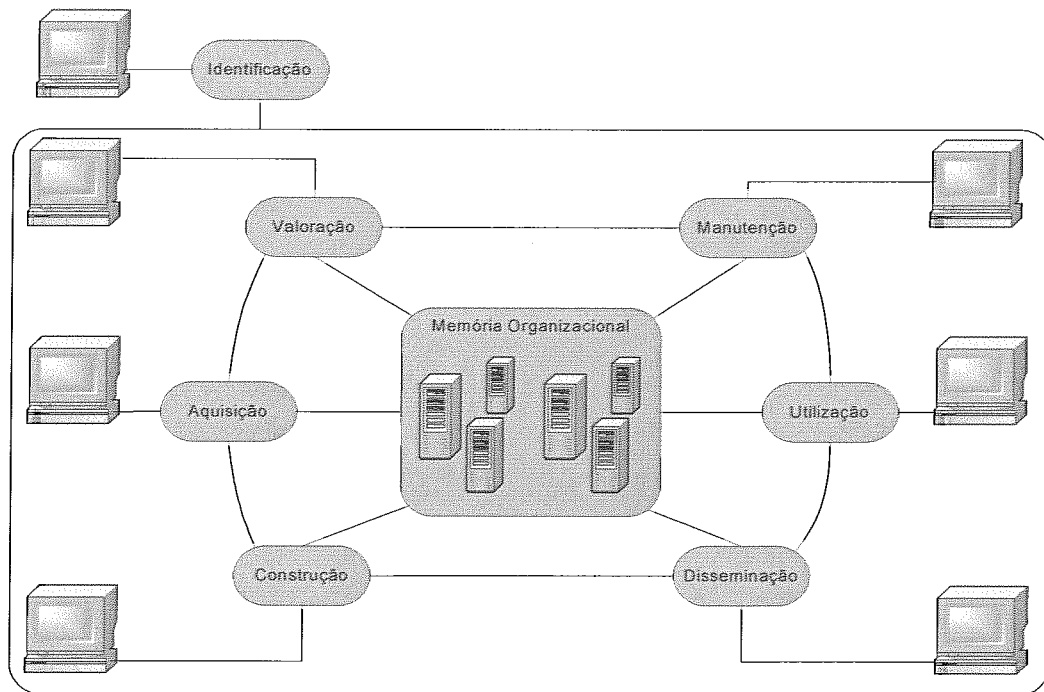 Identificação
Valoração
Manutenção
Memória Organizacional
Aquisição
Utilização
Construção
Disseminação